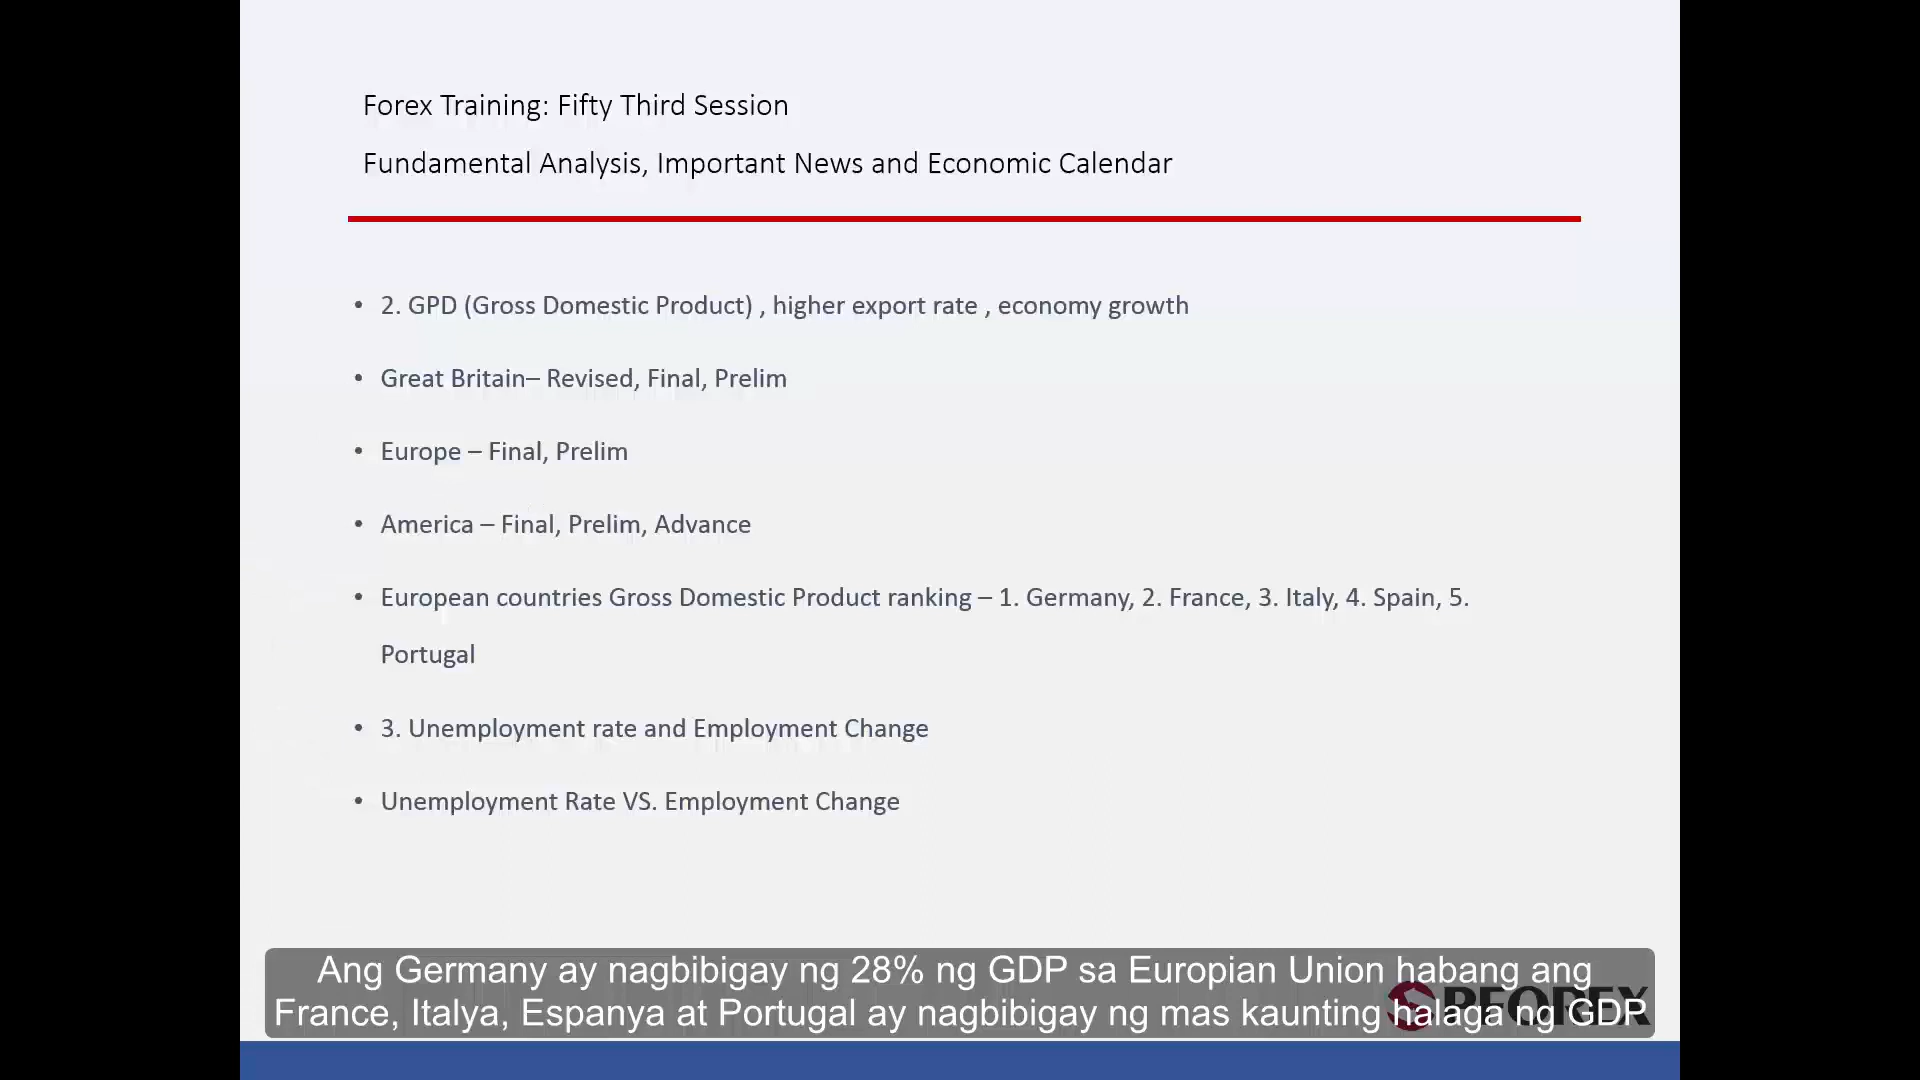 Forex Training: Fifty Third Session
Fundamental Analysis, Important News and Economic Calendar
• 2. GPD (Gross Domestic Product) , higher export rate , economy growth
• Great Britain– Revised, Final, Prelim
• Europe – Final, Prelim
• America – Final, Prelim, Advance
• European countries Gross Domestic Product ranking – 1. Germany, 2. France, 3. Italy, 4. Spain, 5.
Portugal
• 3. Unemployment rate and Employment Change
• Unemployment Rate VS. Employment Change
Ang Germany ay nagbibigay ng 28% ng GDP sa Europian Union habang ang
France, Italya, Espanya at Portugal ay nagbibigay ng mas kaunting halaga ng GDP